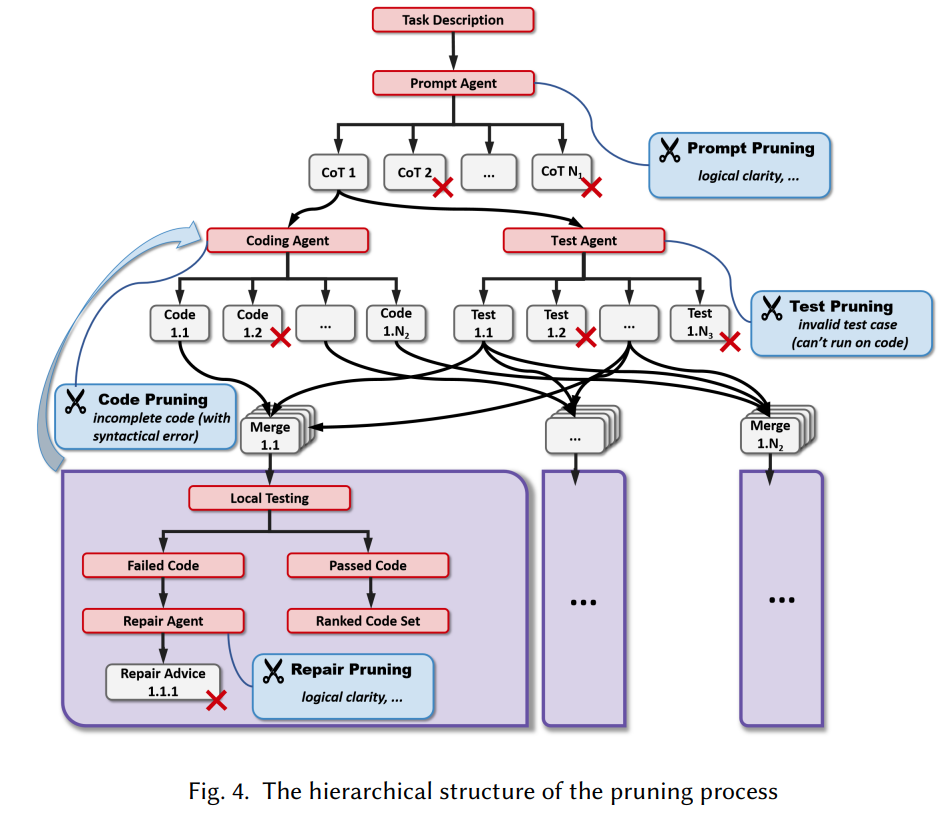 Task Description
Prompt Agent
Prompt Pruning
logical clarity, ...
CoT 1
CoT 2
...
CoT N₁
Coding Agent
Test Agent
Code
1.1
Code
1.2
...
Code
1.N₂
Test
1.1
Test
1.2
...
Test
1.N₃
Test Pruning
invalid test case
(can't run on code)
Code Pruning
incomplete code (with
syntactical error)
Merge
1.1
...
Merge
1.N₂
Local Testing
Failed Code
Passed Code
Repair Agent
Ranked Code Set
Repair Advice
1.1.1
Repair Pruning
logical clarity, ...
...
...
Fig. 4. The hierarchical structure of the pruning process